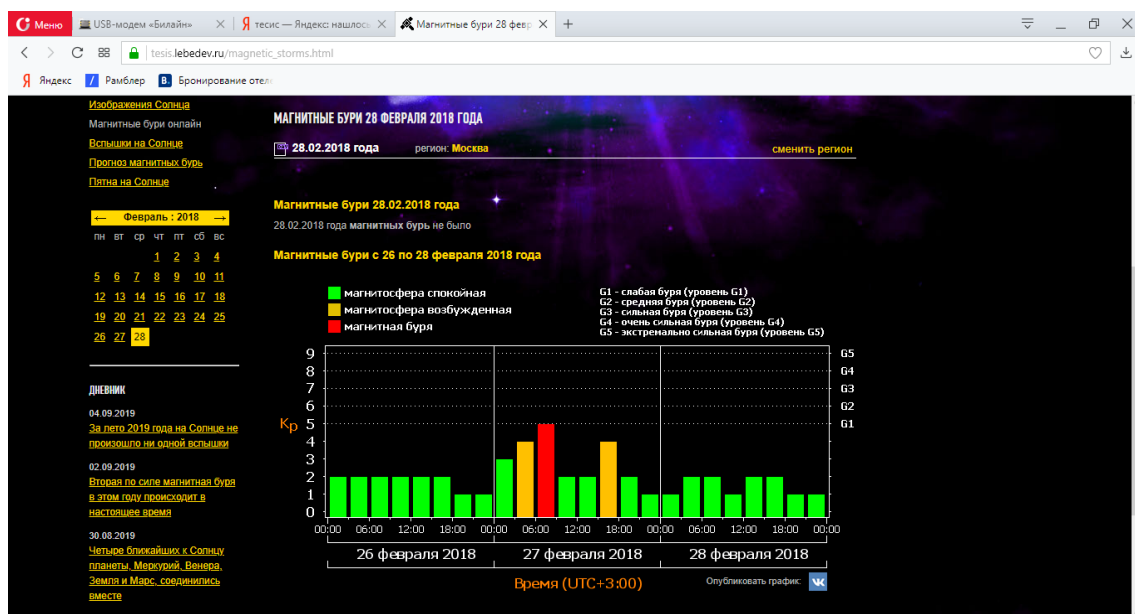 Меню
USB-модем «Билайн»
тесис — Яндекс: нашлось
Магнитные бури 28 февр
tesis.lebedev.ru/magnetic_storms.html
Яндекс
Рамблер
B. Бронирование отел
Изображения Солнца
Магнитные бури онлайн
Вспышки на Солнце
Прогноз магнитных бурь
Пятна на Солнце
← Февраль : 2018 →
пн вт ср чт пт сб вс
1 2 3 4
5 6 7 8 9 10 11
12 13 14 15 16 17 18
19 20 21 22 23 24 25
26 27 28
ДНЕВНИК
04.09.2019
За лето 2019 года на Солнце не
произошло ни одной вспышки
02.09.2019
Вторая по силе магнитная буря
в этом году происходит в
настоящее время
30.08.2019
Четыре ближайших к Солнцу
планеты, Меркурий, Венера,
Земля и Марс, соединились
вместе
МАГНИТНЫЕ БУРИ 28 ФЕВРАЛЯ 2018 ГОДА
28.02.2018 года
регион: Москва
сменить регион
Магнитные бури 28.02.2018 года
28.02.2018 года магнитных бурь не было
Магнитные бури с 26 по 28 февраля 2018 года
магнитосфера спокойная
магнитосфера возбужденная
магнитная буря
G1 - слабая буря (уровень G1)
G2 - средняя буря (уровень G2)
G3 - сильная буря (уровень G3)
G4 - очень сильная буря (уровень G4)
G5 - экстремально сильная буря (уровень G5)
9 G5
8 G4
7 G3
6 G2
Kp 5 G1
4
3
2
1
0
00:00 06:00 12:00 18:00 00:00 06:00 12:00 18:00 00:00 06:00 12:00 18:00 00:00
26 февраля 2018 27 февраля 2018 28 февраля 2018
Время (UTC+3:00)
Опубликовать график: